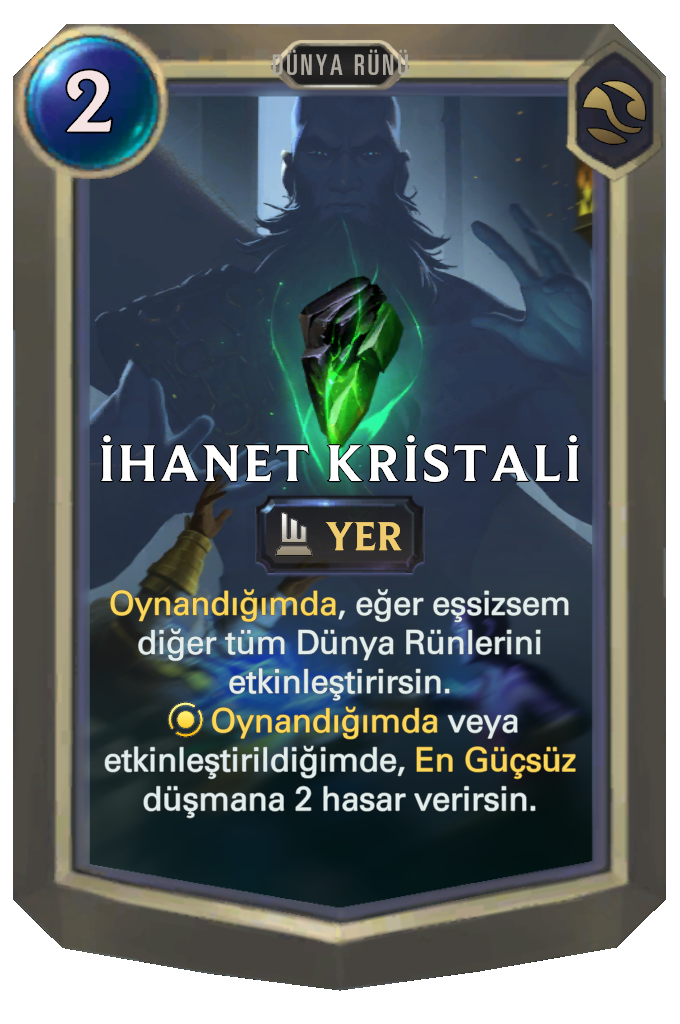 2
DÜNYA RÜNÜ
İHANET KRİSTALİ
YER
Oynandığımda, eğer eşsizsem
diğer tüm Dünya Rünlerini
etkinleştirirsin.
Oynandığımda veya
etkinleştirildiğimde, En Güçsüz
düşmana 2 hasar verirsin.